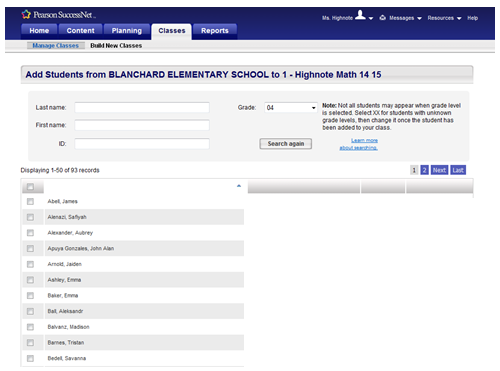 Pearson SuccessNet™
Ms. Highnote Messages Resources Help
Home Content Planning Classes Reports
Manage Classes Build New Classes
Add Students from BLANCHARD ELEMENTARY SCHOOL to 1 - Highnote Math 14 15
Last name:
First name:
ID:
Grade: 04
Search again
Note: Not all students may appear when grade level
is selected. Select XX for students with unknown
grade levels, then change it once the student has
been added to your class.
Learn more
about searching.
Displaying 1-50 of 93 records
1 2 Next Last
Abell, James
Alenazi, Safiyah
Alexander, Aubrey
Apuya Gonzales, John Alan
Arnold, Jaiden
Ashley, Emma
Baker, Emma
Ball, Aleksandr
Balvanz, Madison
Barnes, Tristan
Bedell, Savanna